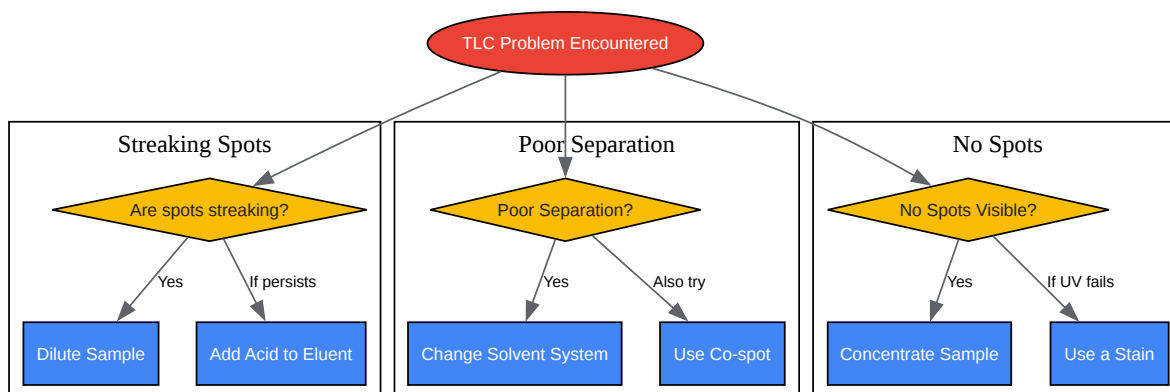 TLC Problem Encountered
Streaking Spots
Poor Separation
No Spots
Are spots streaking?
Poor Separation?
No Spots Visible?
Yes
If persists
Yes
Also try
Yes
If UV fails
Dilute Sample
Add Acid to Eluent
Change Solvent System
Use Co-spot
Concentrate Sample
Use a Stain